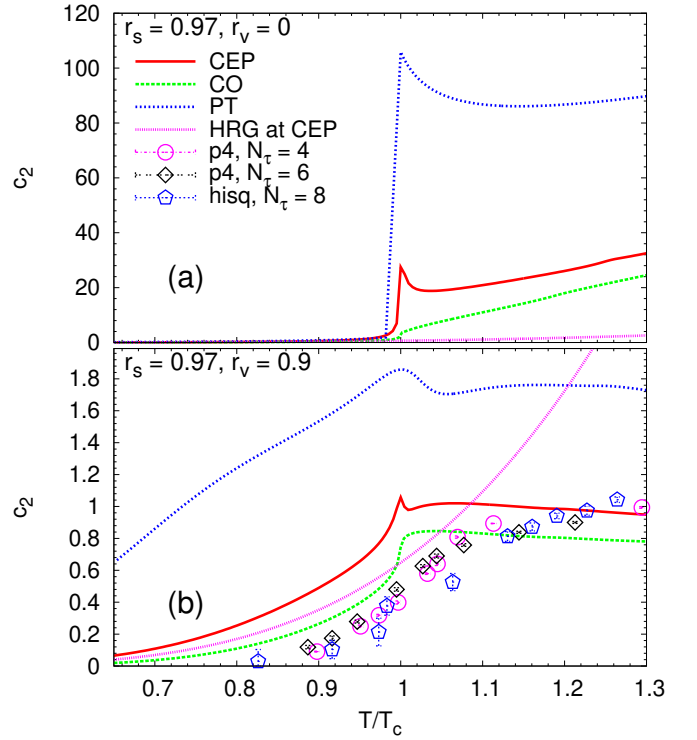 r_s = 0.97, r_v = 0
CEP
CO
PT
HRG at CEP
p4, N_τ = 4
p4, N_τ = 6
hisq, N_τ = 8
120
100
80
60
40
20
0
c_2
(a)
r_s = 0.97, r_v = 0.9
1.8
1.6
1.4
1.2
1
0.8
0.6
0.4
0.2
0
c_2
(b)
0.7 0.8 0.9 1 1.1 1.2 1.3
T/T_c